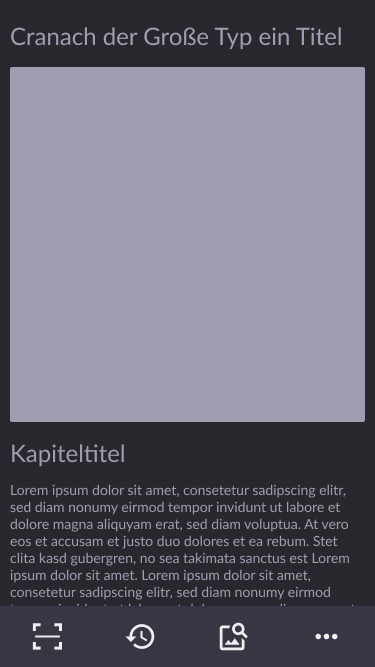 Cranach der Große Typ ein Titel
Kapiteltitel
Lorem ipsum dolor sit amet, consetetur sadipscing elitr,
sed diam nonumy eirmod tempor invidunt ut labore et
dolore magna aliquyam erat, sed diam voluptua. At vero
eos et accusam et justo duo dolores et ea rebum. Stet
clita kasd gubergren, no sea takimata sanctus est Lorem
ipsum dolor sit amet. Lorem ipsum dolor sit amet,
consetetur sadipscing elitr, sed diam nonumy eirmod